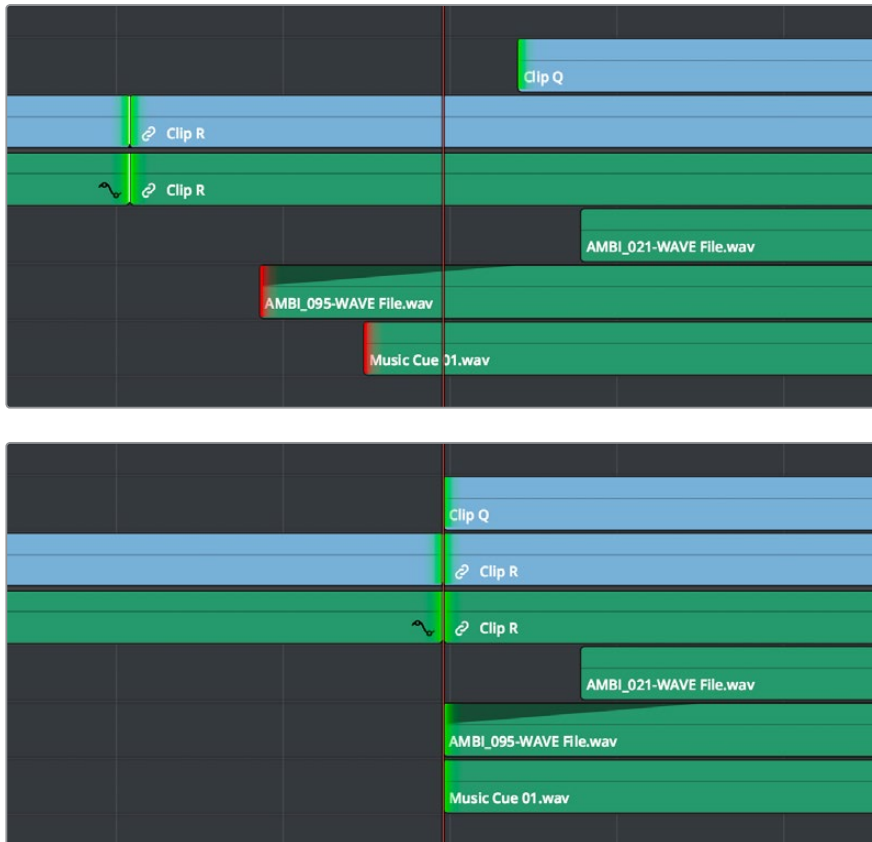 Clip Q
Clip R
Clip R
AMBI_021-WAVE File.wav
AMBI_095-WAVE File.wav
Music Cue 01.wav
Clip Q
Clip R
Clip R
AMBI_021-WAVE File.wav
AMBI_095-WAVE File.wav
Music Cue 01.wav